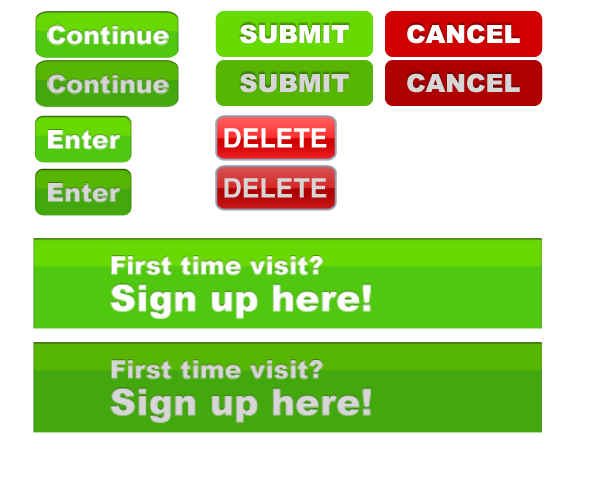 Continue
SUBMIT
CANCEL
Continue
SUBMIT
CANCEL
Enter
DELETE
Enter
DELETE
First time visit?
Sign up here!
First time visit?
Sign up here!